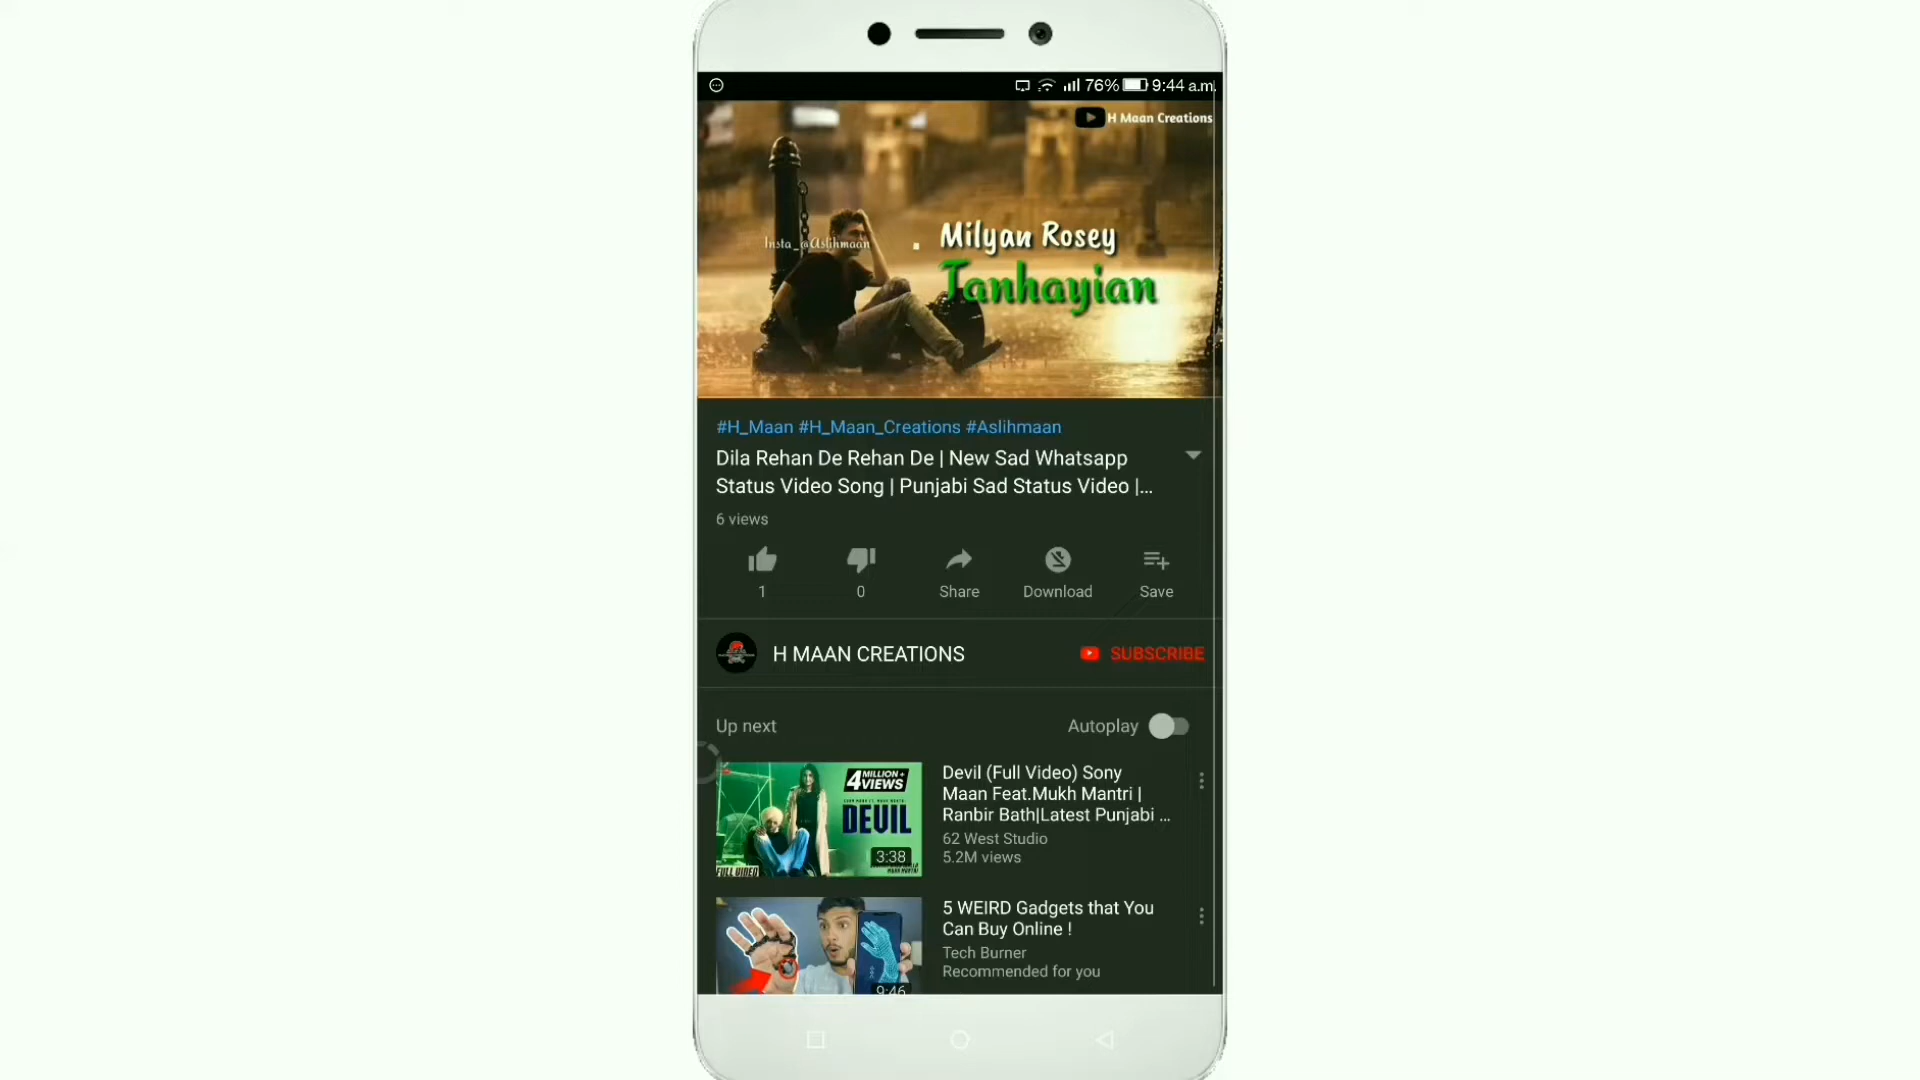 76% 9:44 a.m.
H Maan Creations
Insta_@Aslihmaan
. Milyan Rosey
Tanhayian
#H_Maan #H_Maan_Creations #Aslihmaan
Dila Rehan De Rehan De | New Sad Whatsapp
Status Video Song | Punjabi Sad Status Video |...
6 views
1
0
Share
Download
Save
H MAAN CREATIONS
SUBSCRIBE
Up next
Autoplay
4 MILLION+
VIEWS
DEVIL
3:38
FULL VIDEO
Devil (Full Video) Sony
Maan Feat.Mukh Mantri |
Ranbir Bath|Latest Punjabi ...
62 West Studio
5.2M views
9:46
5 WEIRD Gadgets that You
Can Buy Online !
Tech Burner
Recommended for you